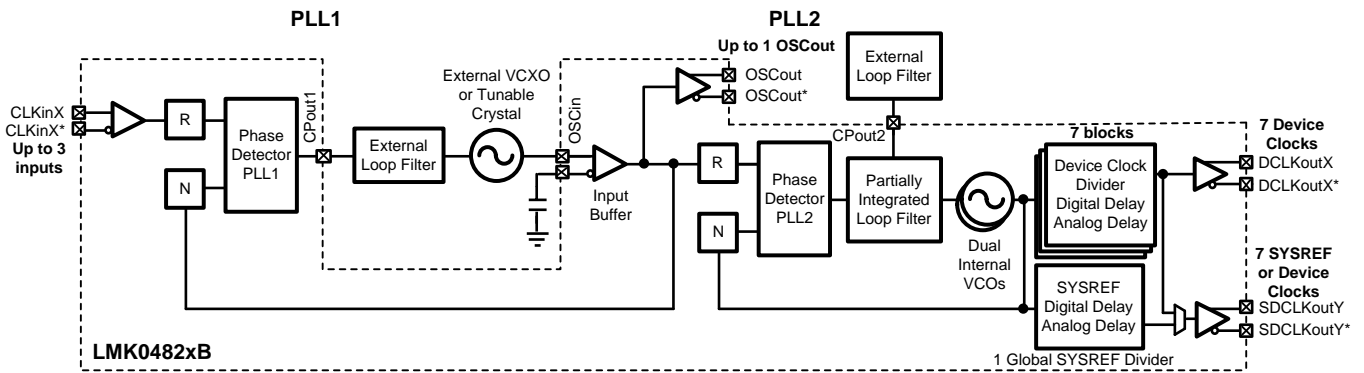 PLL1
PLL2
Up to 1 OSCout
External
Loop Filter
OSCout
OSCout*
External VCXO
or Tunable
Crystal
CLKinX
CLKinX*
Up to 3
inputs
R
N
Phase
Detector
PLL1
CPout1
External
Loop Filter
OSCin
Input
Buffer
R
N
Phase
Detector
PLL2
CPout2
Partially
Integrated
Loop Filter
Dual
Internal
VCOs
7 blocks
Device Clock
Divider
Digital Delay
Analog Delay
7 Device
Clocks
DCLKoutX
DCLKoutX*
7 SYSREF
or Device
Clocks
SYSREF
Digital Delay
Analog Delay
SDCLKoutY
SDCLKoutY*
1 Global SYSREF Divider
LMK0482xB